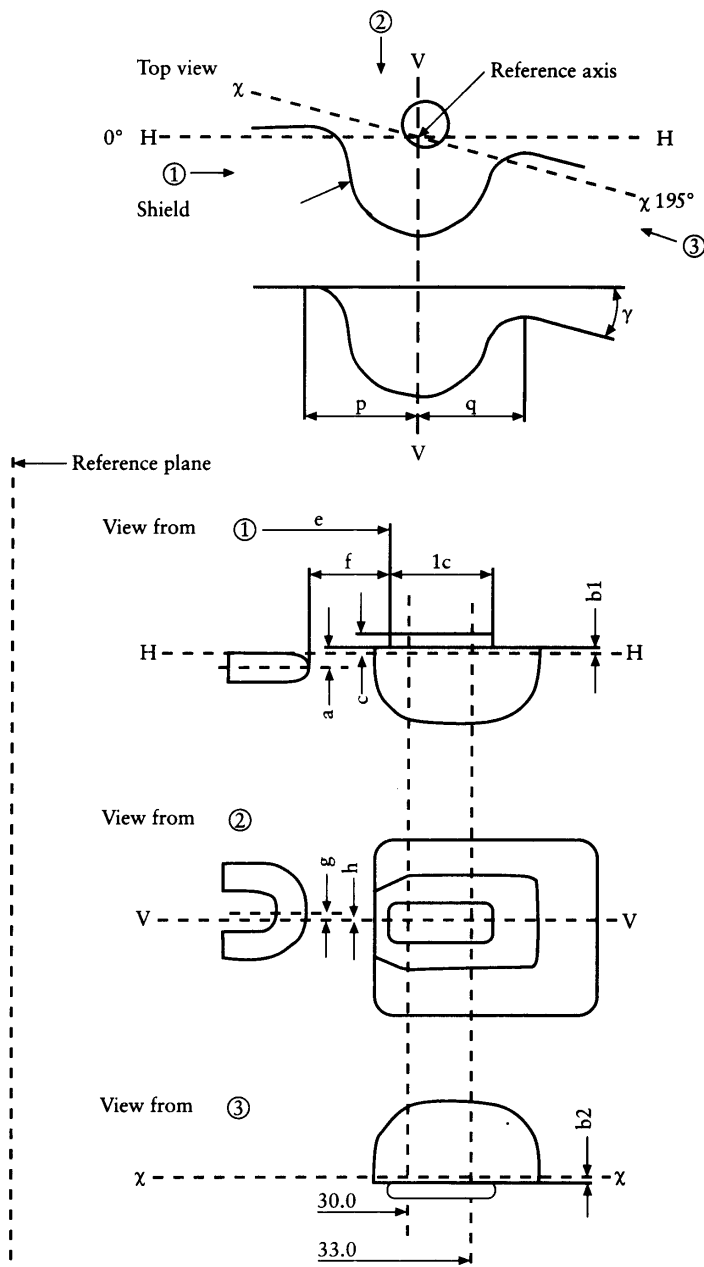 ②
V
Top view
Reference axis
χ
0° H
H
①
Shield
χ 195°
③
γ
p
q
V
Reference plane
View from ①
e
f
1c
b1
H
H
a
c
View from ②
g
h
V
V
View from ③
b2
χ
χ
30.0
33.0